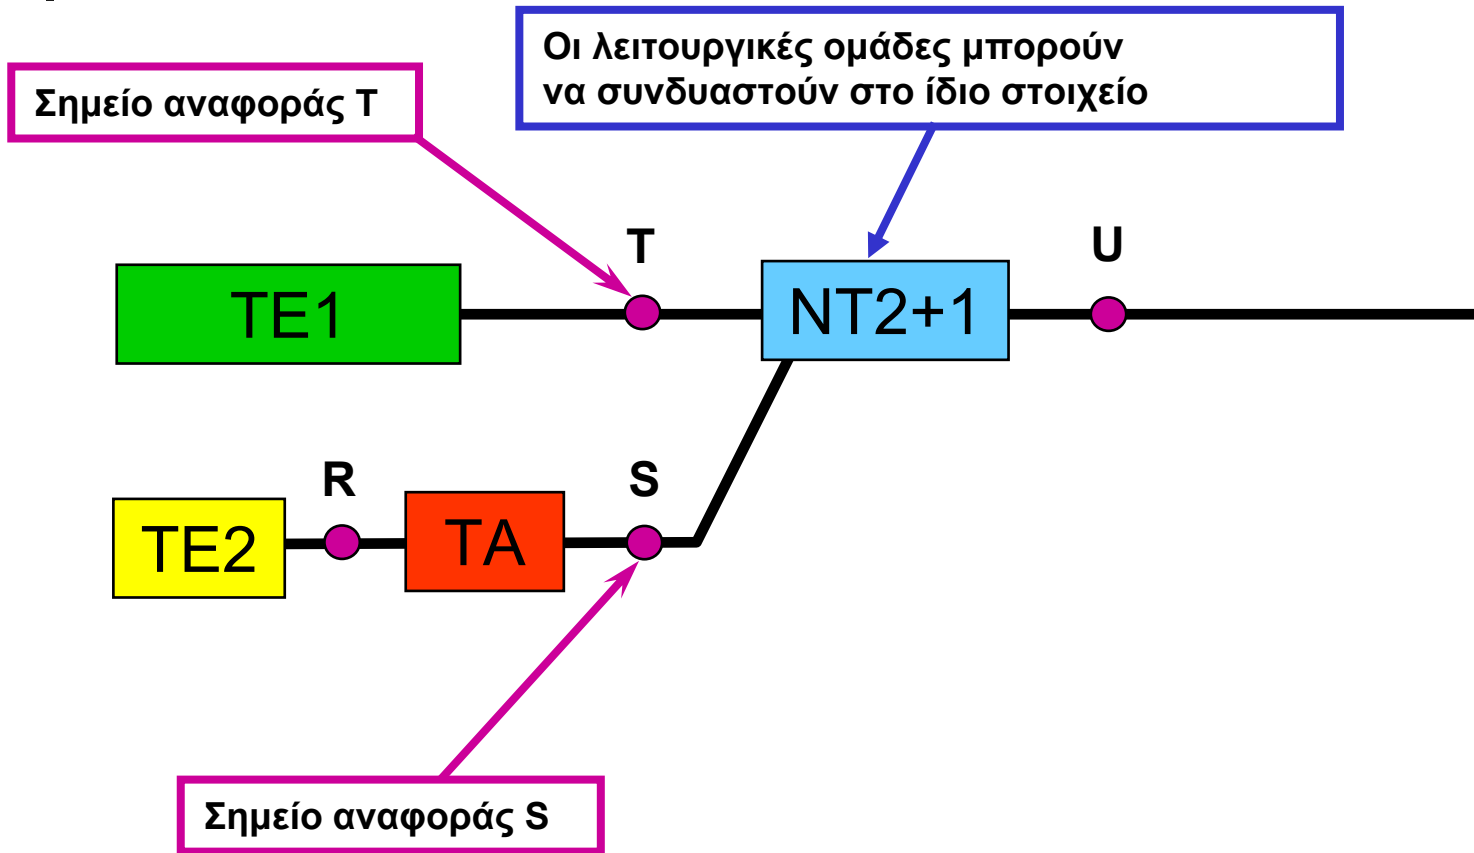 Οι λειτουργικές ομάδες μπορούν
να συνδυαστούν στο ίδιο στοιχείο
Σημείο αναφοράς T
T
U
TE1
NT2+1
R
S
TE2
TA
Σημείο αναφοράς S